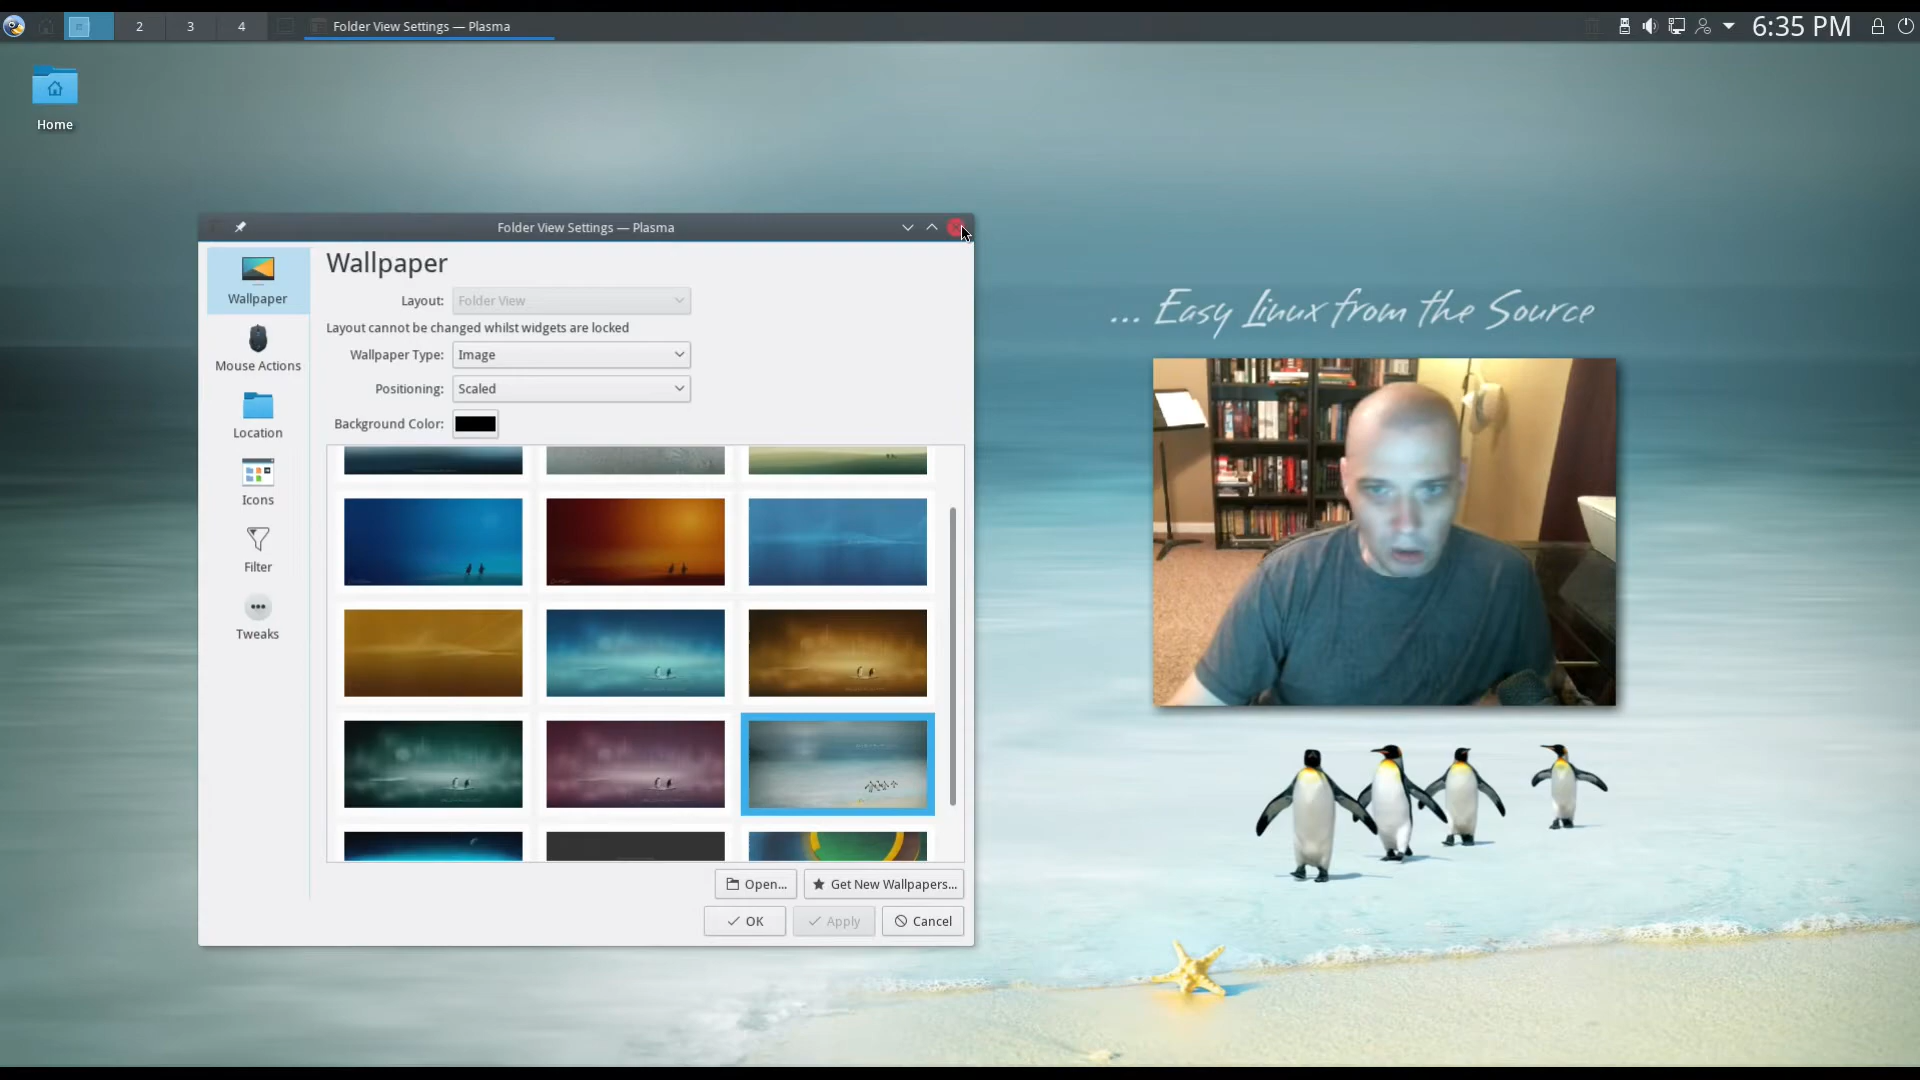 2
3
4
Folder View Settings — Plasma
6:35 PM
Home
Folder View Settings — Plasma
Wallpaper
Mouse Actions
Location
Icons
Filter
Tweaks
Wallpaper
Layout: Folder View
Layout cannot be changed whilst widgets are locked
Wallpaper Type: Image
Positioning: Scaled
Background Color:
Open...
Get New Wallpapers...
OK
Apply
Cancel
... Easy Linux from the Source